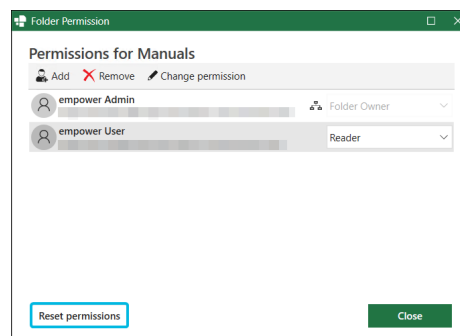 Folder Permission
Permissions for Manuals
Add Remove Change permission
empower Admin
Folder Owner
empower User
Reader
Reset permissions Close